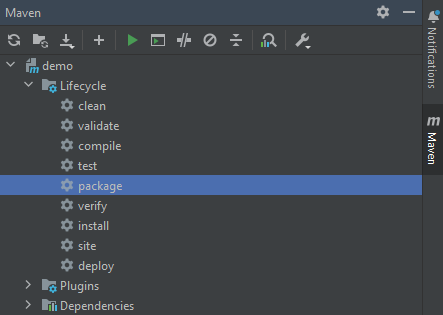 Maven
demo
Lifecycle
clean
validate
compile
test
package
verify
install
site
deploy
Plugins
Dependencies
Notifications
m
Maven